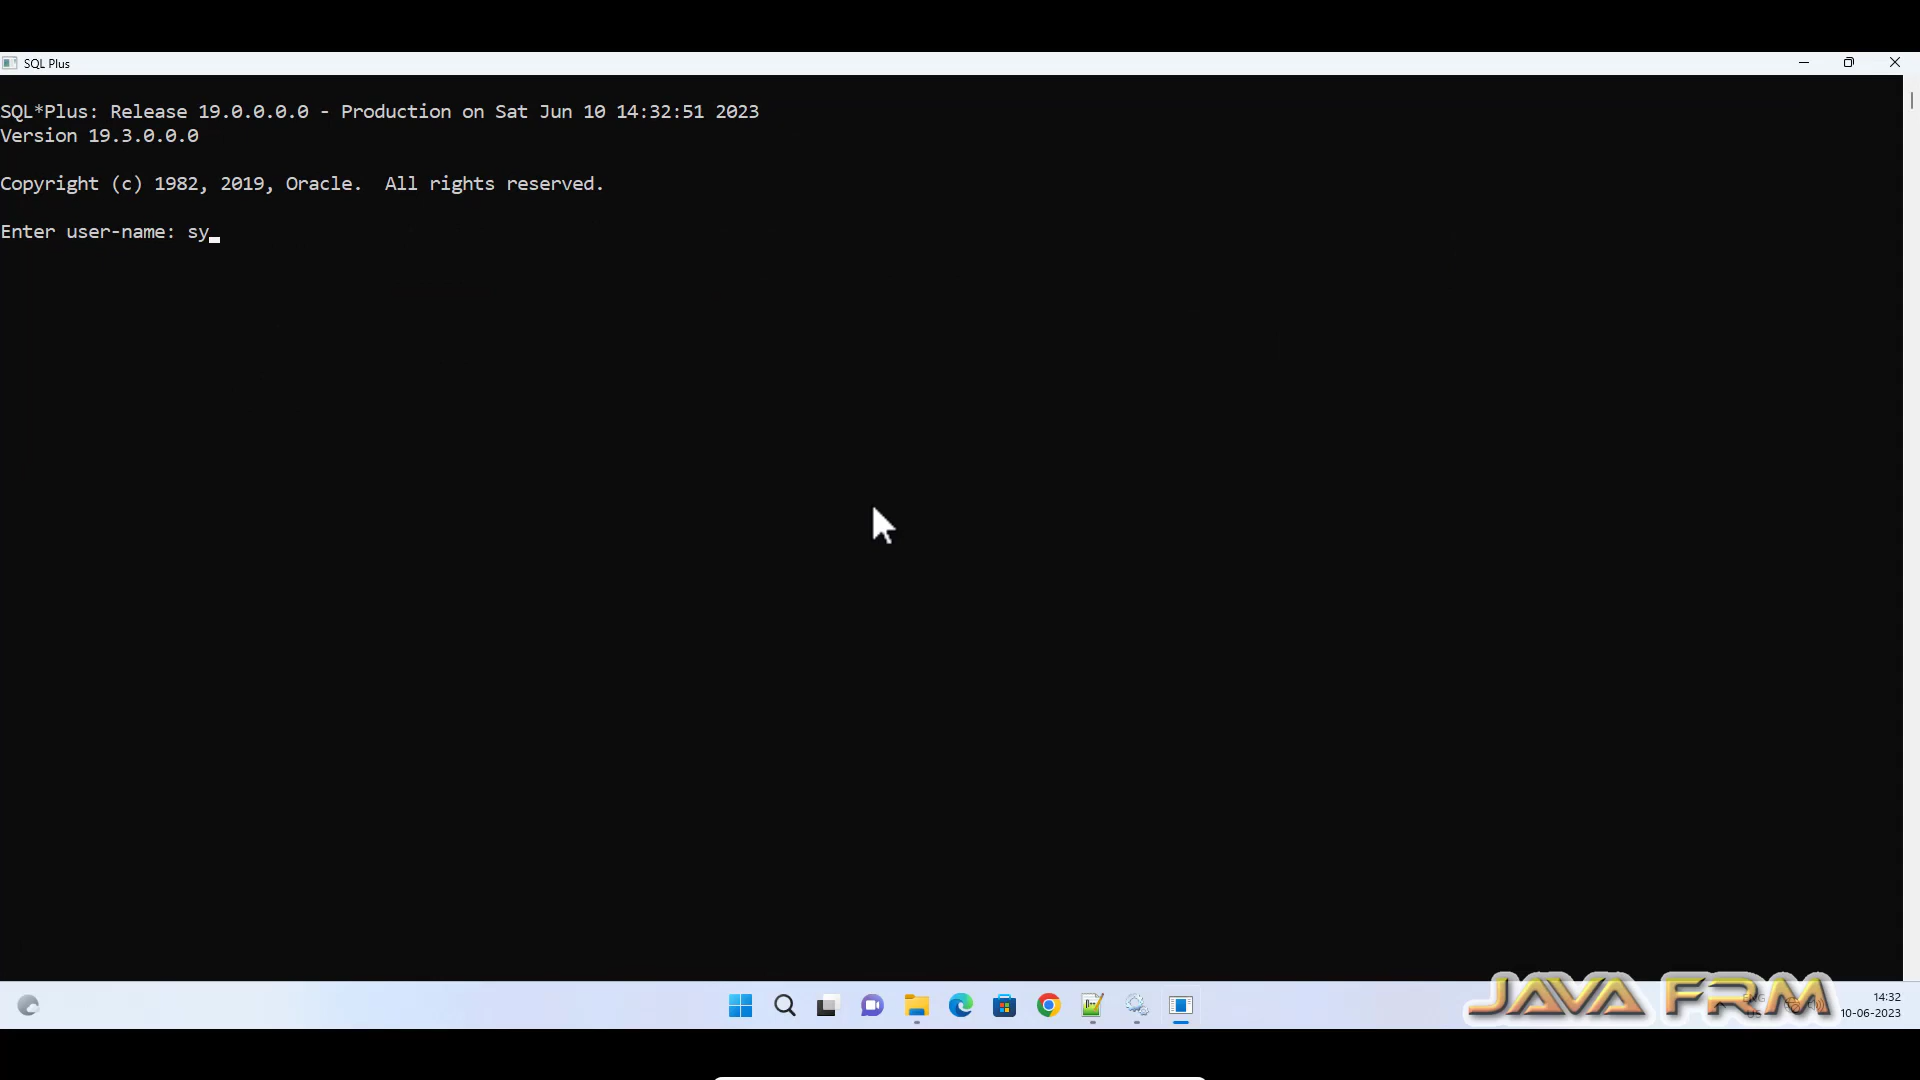 SQL Plus
SQL*Plus: Release 19.0.0.0.0 - Production on Sat Jun 10 14:32:51 2023
Version 19.3.0.0.0
Copyright (c) 1982, 2019, Oracle.  All rights reserved.
Enter user-name: sy
JAVA FRM
ENG
US
14:32
10-06-2023